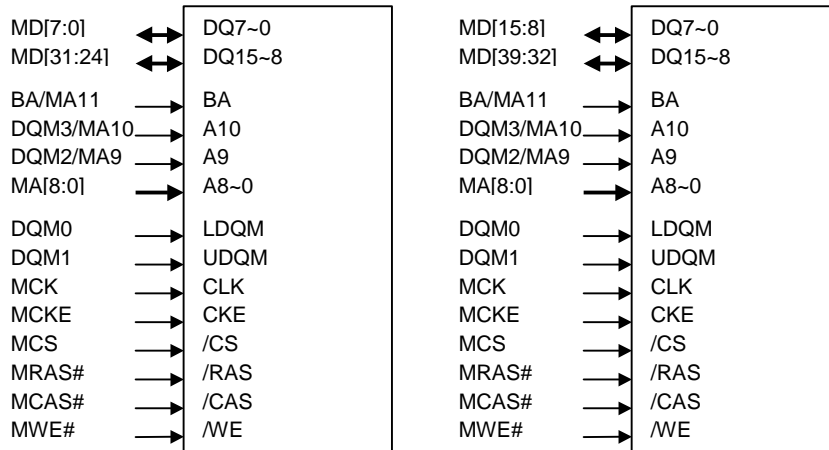 MD[7:0] DQ7~0
MD[31:24] DQ15~8
BA/MA11 BA
DQM3/MA10 A10
DQM2/MA9 A9
MA[8:0] A8~0
DQM0 LDQM
DQM1 UDQM
MCK CLK
MCKE CKE
MCS /CS
MRAS# /RAS
MCAS# /CAS
MWE# /WE
MD[15:8] DQ7~0
MD[39:32] DQ15~8
BA/MA11 BA
DQM3/MA10 A10
DQM2/MA9 A9
MA[8:0] A8~0
DQM0 LDQM
DQM1 UDQM
MCK CLK
MCKE CKE
MCS /CS
MRAS# /RAS
MCAS# /CAS
MWE# /WE